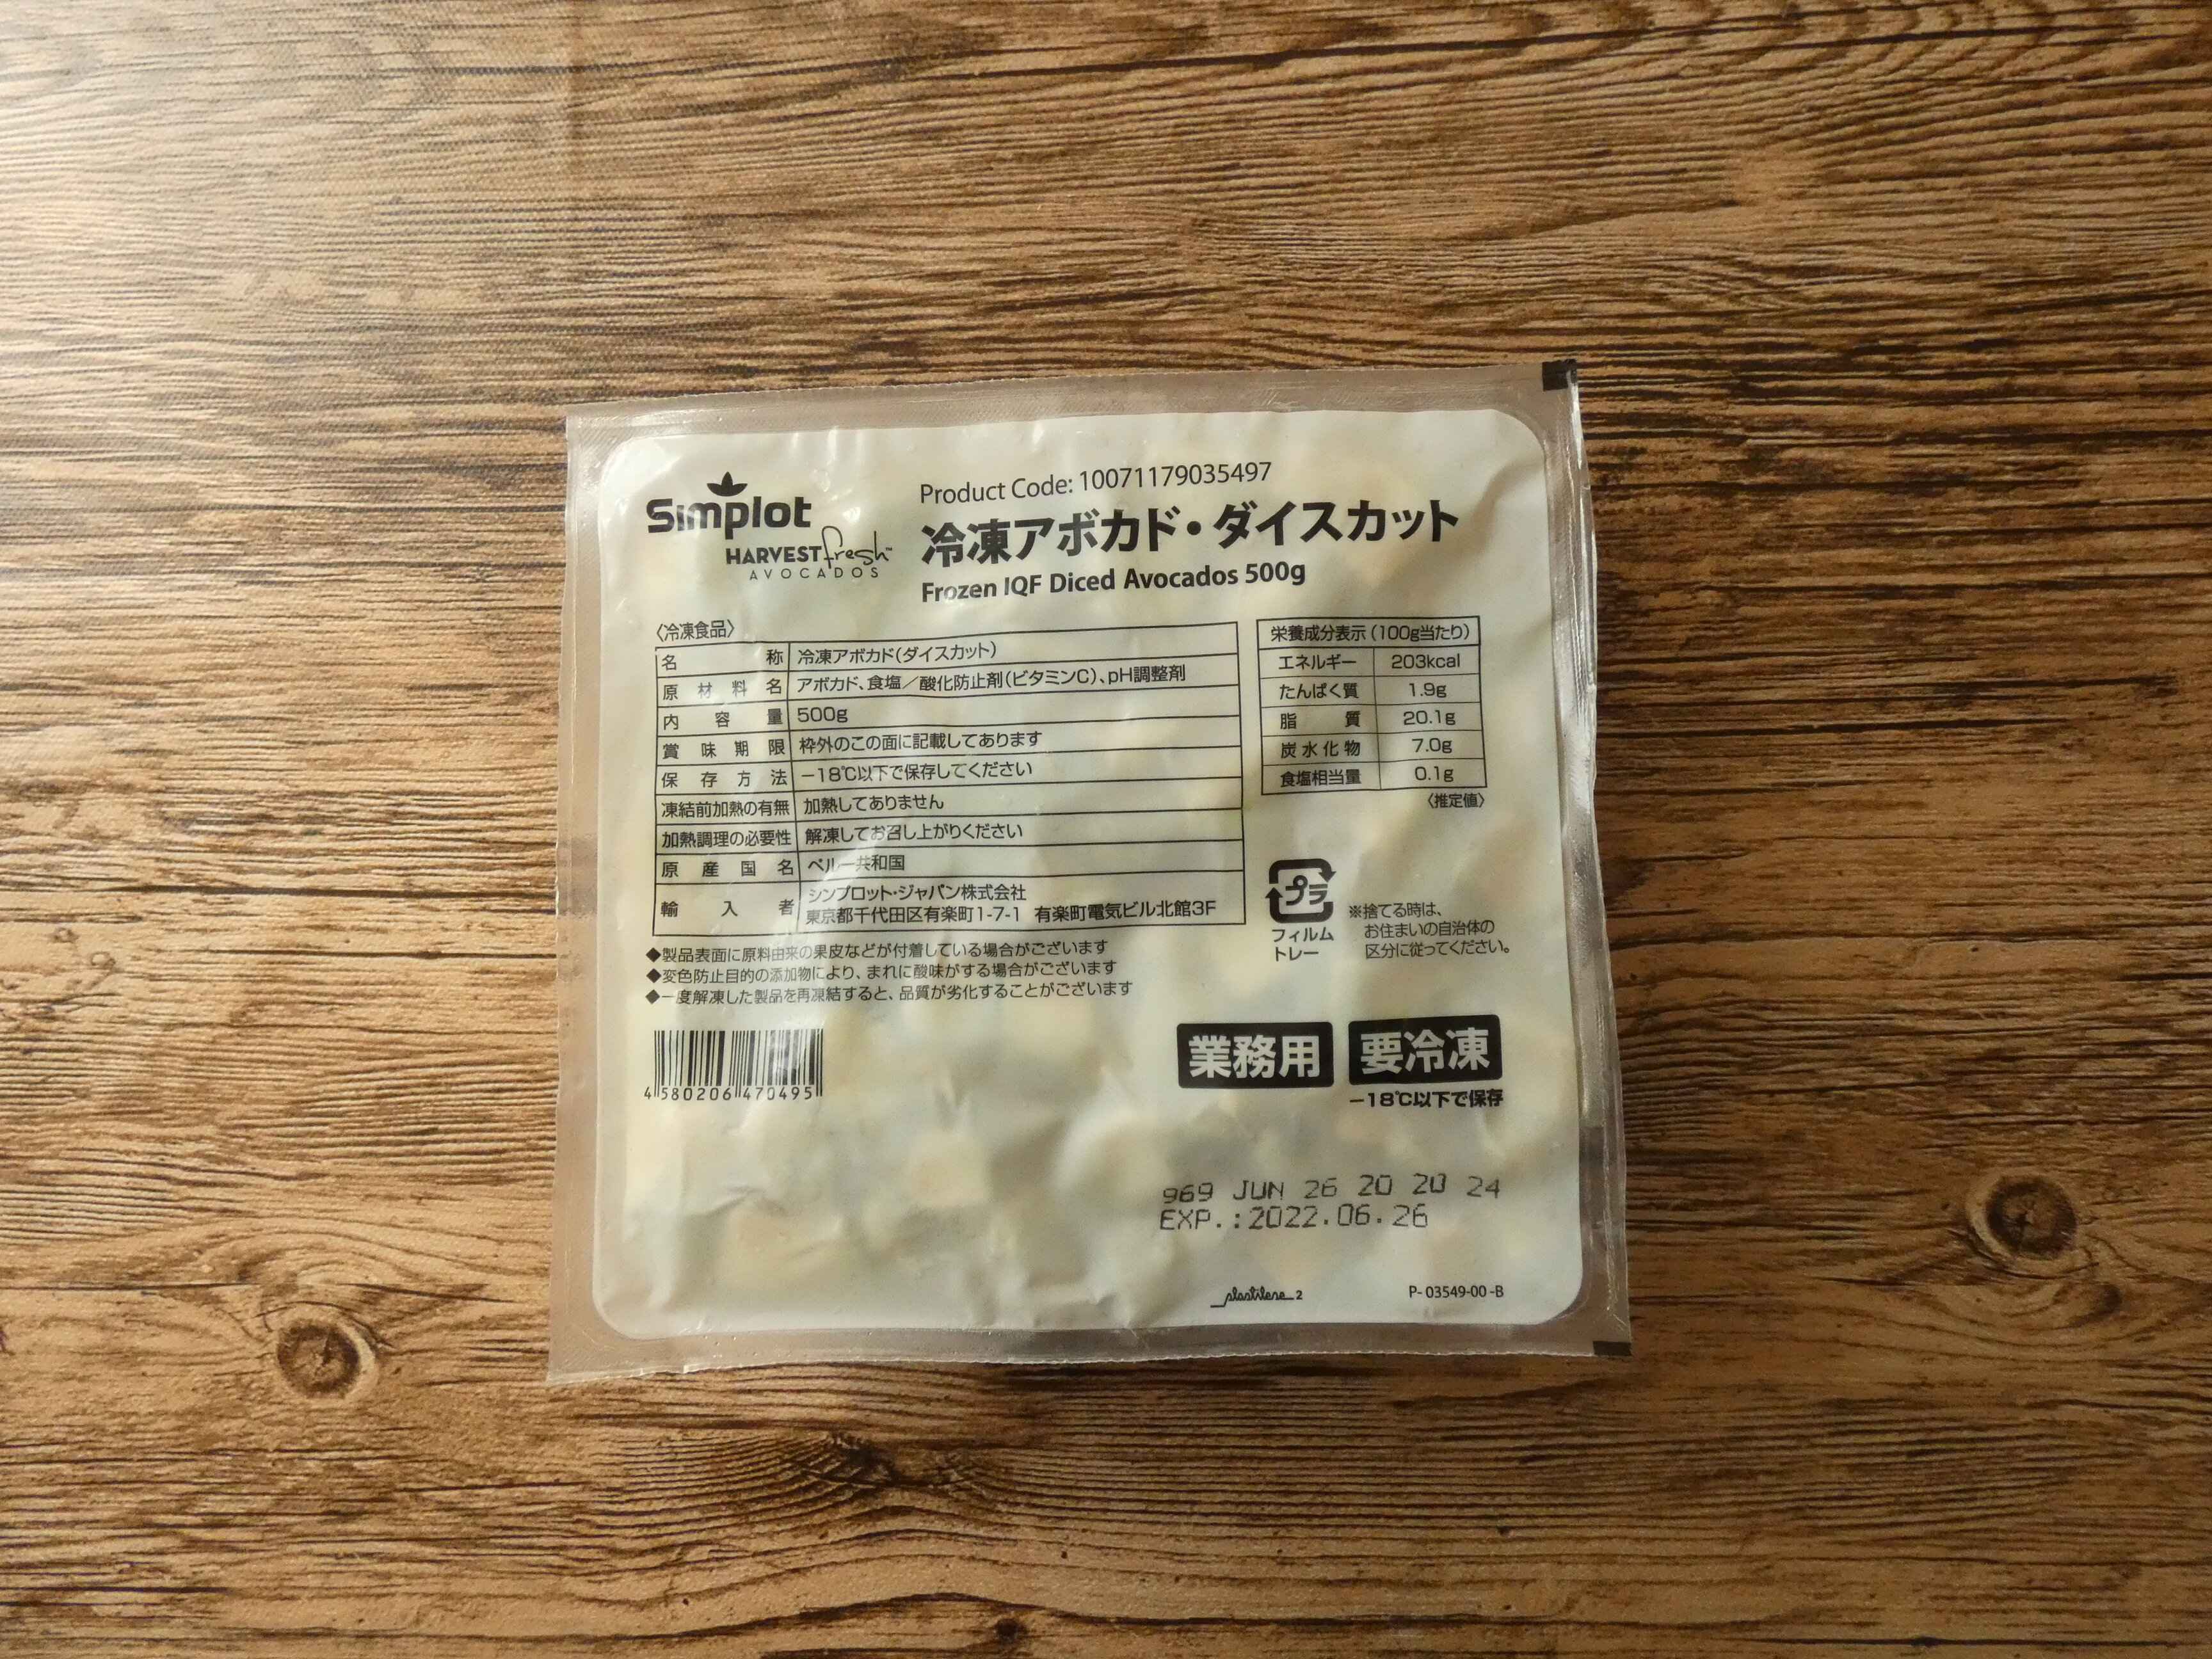 Simplot
HARVEST fresh™
AVOCADOS
Product Code: 10071179035497
冷凍アボカド・ダイスカット
Frozen IQF Diced Avocados 500g
〈冷凍食品〉
名称 冷凍アボカド(ダイスカット)
原材料名 アボカド、食塩／酸化防止剤(ビタミンC)、pH調整剤
内容量 500g
賞味期限 枠外のこの面に記載してあります
保存方法 −18℃以下で保存してください
凍結前加熱の有無 加熱してありません
加熱調理の必要性 解凍してお召し上がりください
原産国名 ペルー共和国
輸入者 シンプロット・ジャパン株式会社
東京都千代田区有楽町1-7-1 有楽町電気ビル北館3F
栄養成分表示(100g当たり)
エネルギー 203kcal
たんぱく質 1.9g
脂質 20.1g
炭水化物 7.0g
食塩相当量 0.1g
〈推定値〉
プラ
フィルム
トレー
※捨てる時は、
お住まいの自治体の
区分に従ってください。
◆製品表面に原料由来の果皮などが付着している場合がございます
◆変色防止目的の添加物により、まれに酸味がする場合がございます
◆一度解凍した製品を再凍結すると、品質が劣化することがございます
4 580206 470495
業務用 要冷凍
−18℃以下で保存
969 JUN 26 20 20 24
EXP.:2022.06.26
plastilene 2
P- 03549-00 -B